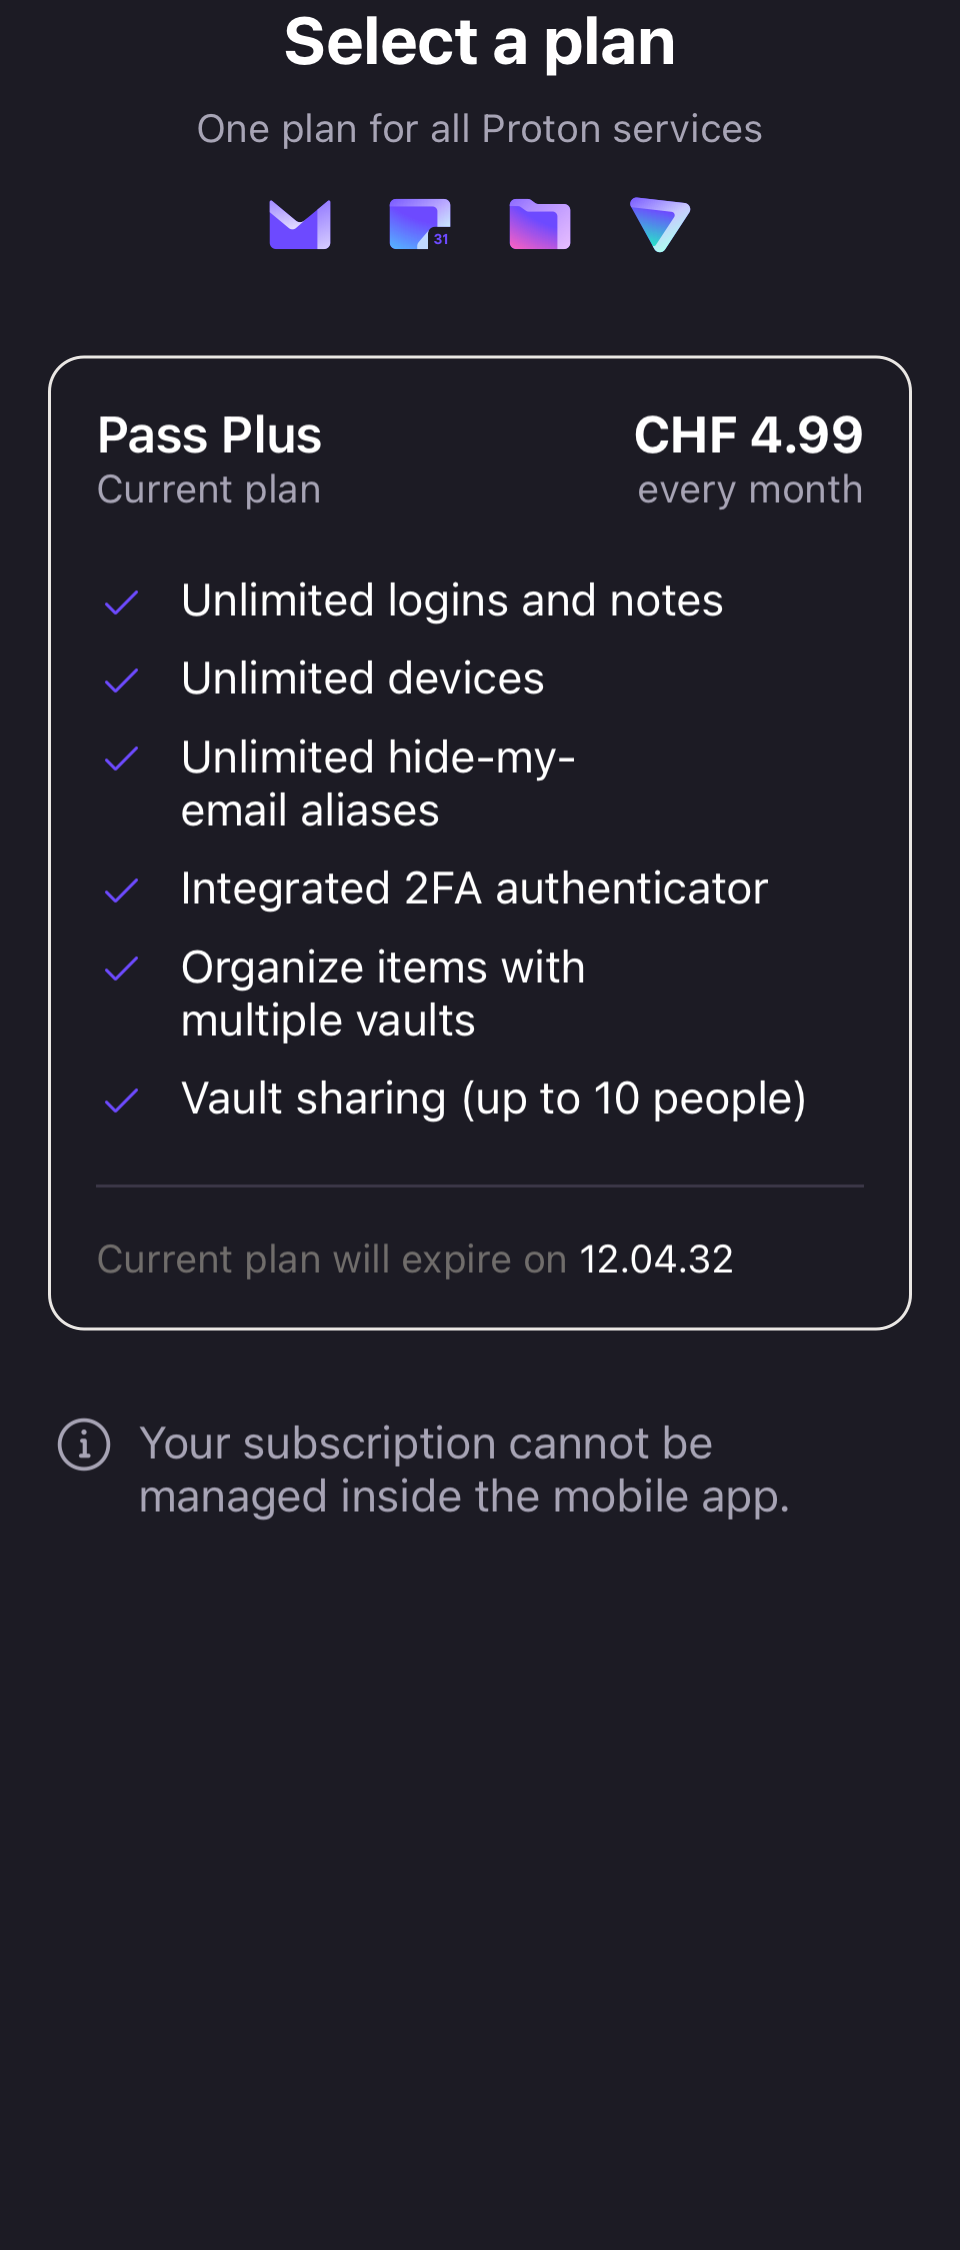 Select a plan
One plan for all Proton services
31
Pass Plus
CHF 4.99
Current plan
every month
Unlimited logins and notes
Unlimited devices
Unlimited hide-my-
email aliases
Integrated 2FA authenticator
Organize items with
multiple vaults
Vault sharing (up to 10 people)
Current plan will expire on 12.04.32
Your subscription cannot be
managed inside the mobile app.